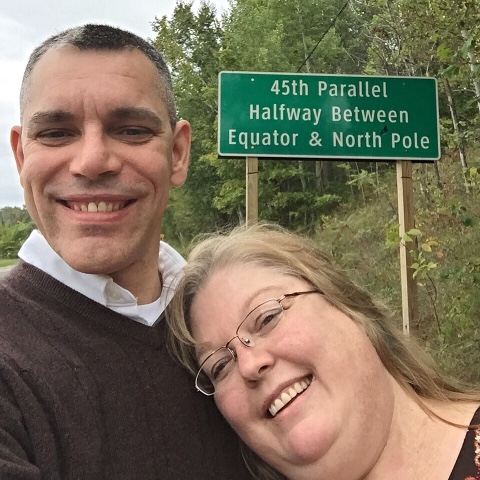 45th Parallel
Halfway Between
Equator & North Pole